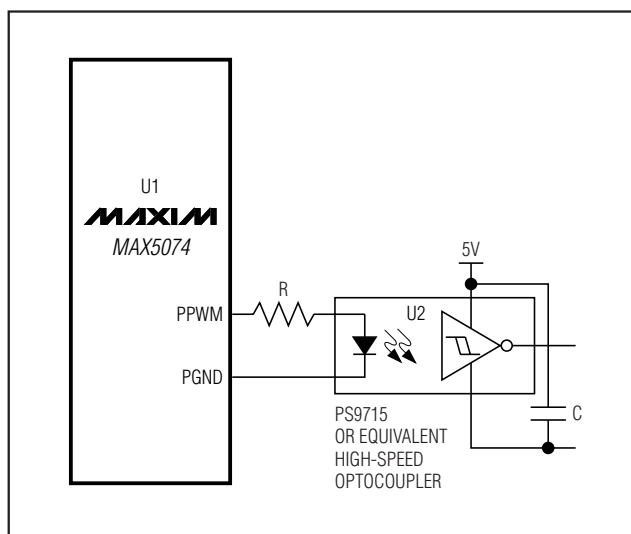 U1
MAXIM
MAX5074
5V
R
U2
PPWM
PGND
C
PS9715
OR EQUIVALENT
HIGH-SPEED
OPTOCOUPLER